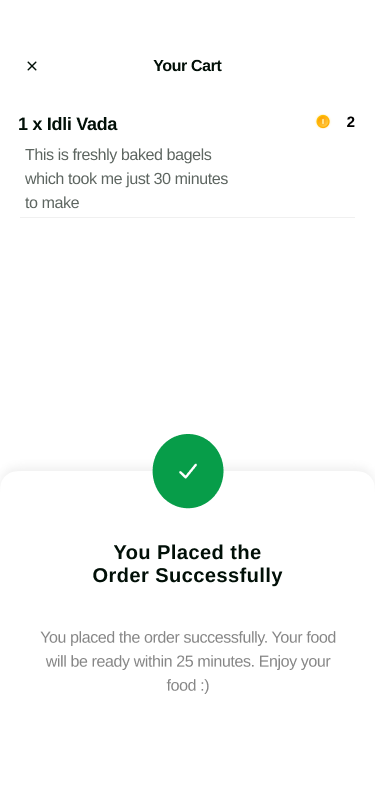 Your Cart
1 x Idli Vada
2
This is freshly baked bagels
which took me just 30 minutes
to make
You Placed the
Order Successfully
You placed the order successfully. Your food
will be ready within 25 minutes. Enjoy your
food :)